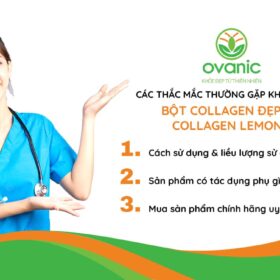 ovanic
KHỎE ĐẸP TỪ THIÊN NHIÊN
CÁC THẮC MẮC THƯỜNG GẶP KH
BỘT COLLAGEN ĐẸP
COLLAGEN LEMON
1. Cách sử dụng & liều lượng sử
2. Sản phẩm có tác dụng phụ gì
3. Mua sản phẩm chính hãng uy